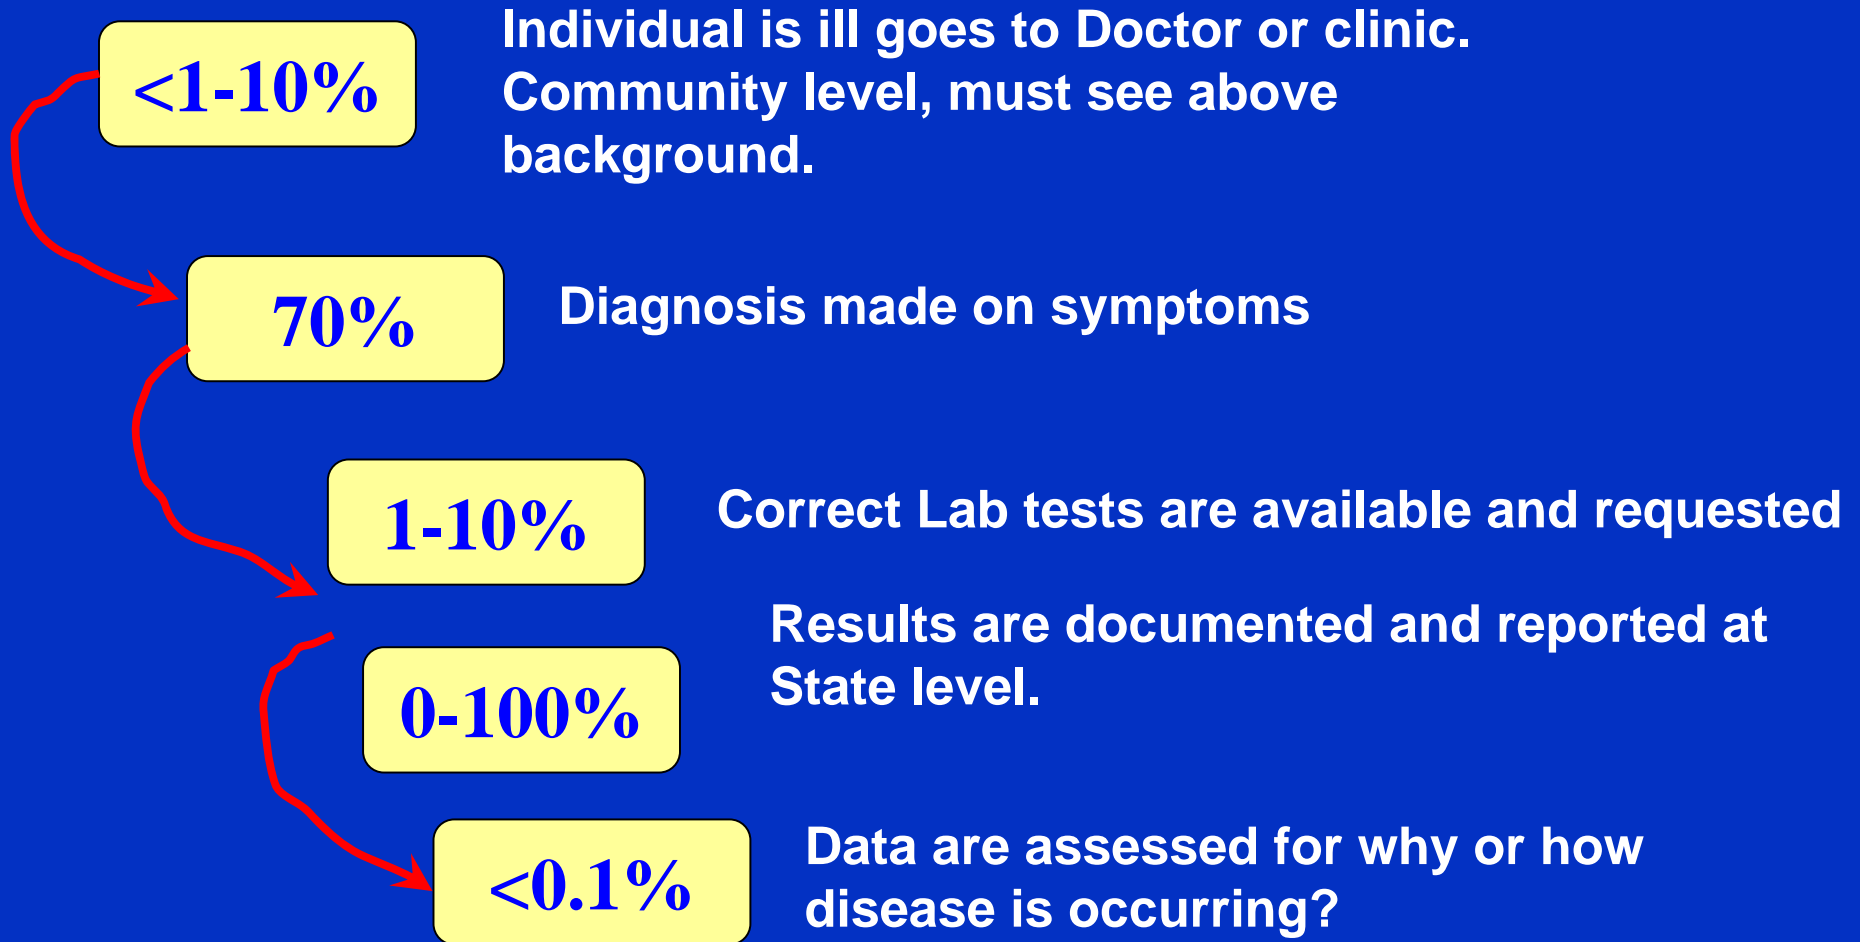 <1-10%
Individual is ill goes to Doctor or clinic.
Community level, must see above
background.
70%
Diagnosis made on symptoms
1-10%
Correct Lab tests are available and requested
Results are documented and reported at
State level.
0-100%
<0.1%
Data are assessed for why or how
disease is occurring?